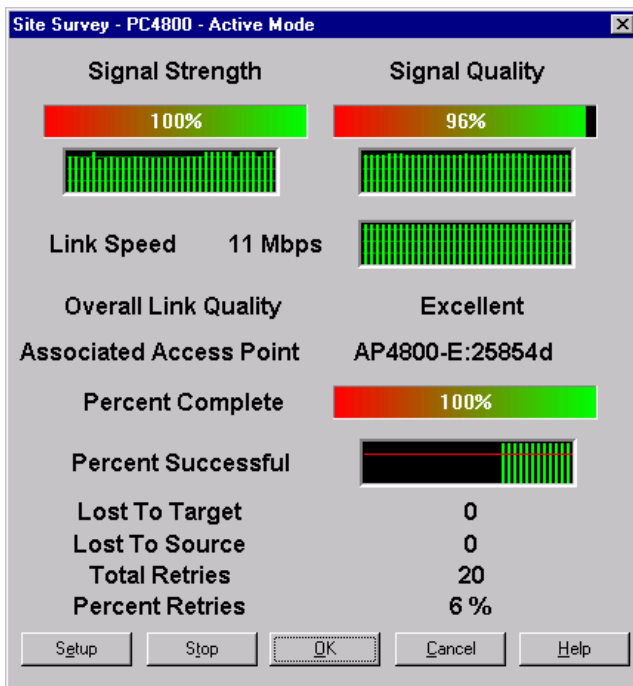 Site Survey - PC4800 - Active Mode
Signal Strength Signal Quality
100% 96%
Link Speed 11 Mbps
Overall Link Quality Excellent
Associated Access Point AP4800-E:25854d
Percent Complete 100%
Percent Successful
Lost To Target 0
Lost To Source 0
Total Retries 20
Percent Retries 6 %
Setup Stop OK Cancel Help